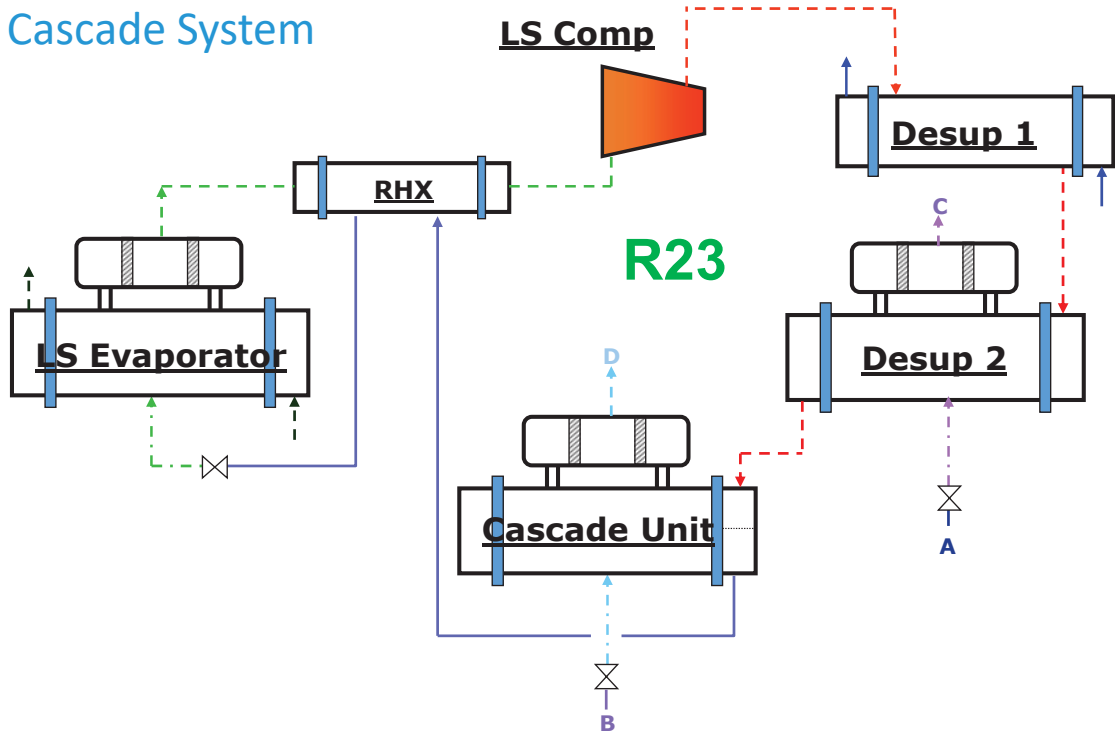 Cascade System
LS Comp
Desup 1
RHX
C
R23
LS Evaporator
D
Desup 2
Cascade Unit
A
B